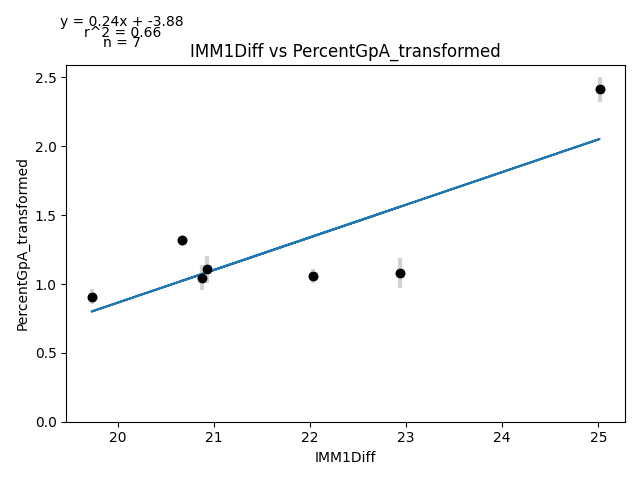 y = 0.24x + -3.88
r^2 = 0.66
n = 7
IMM1Diff vs PercentGpA_transformed
PercentGpA_transformed
2.5
2.0
1.5
1.0
0.5
0.0
20 21 22 23 24 25
IMM1Diff